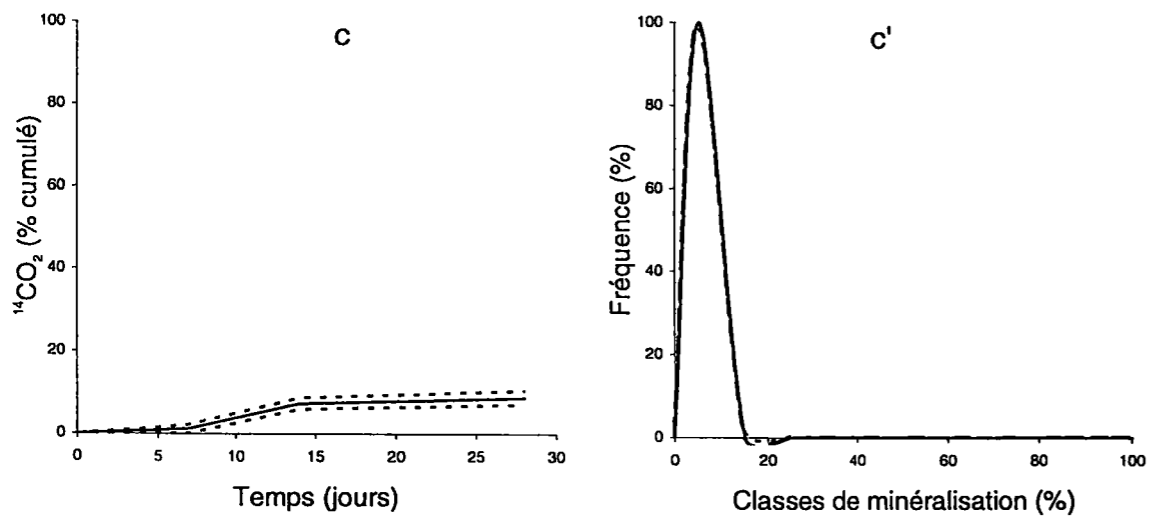 C
100
80
60
40
20
0
¹⁴CO₂ (% cumulé)
0 5 10 15 20 25 30
Temps (jours)
C'
100
80
60
40
20
0
Fréquence (%)
0 20 40 60 80 100
Classes de minéralisation (%)